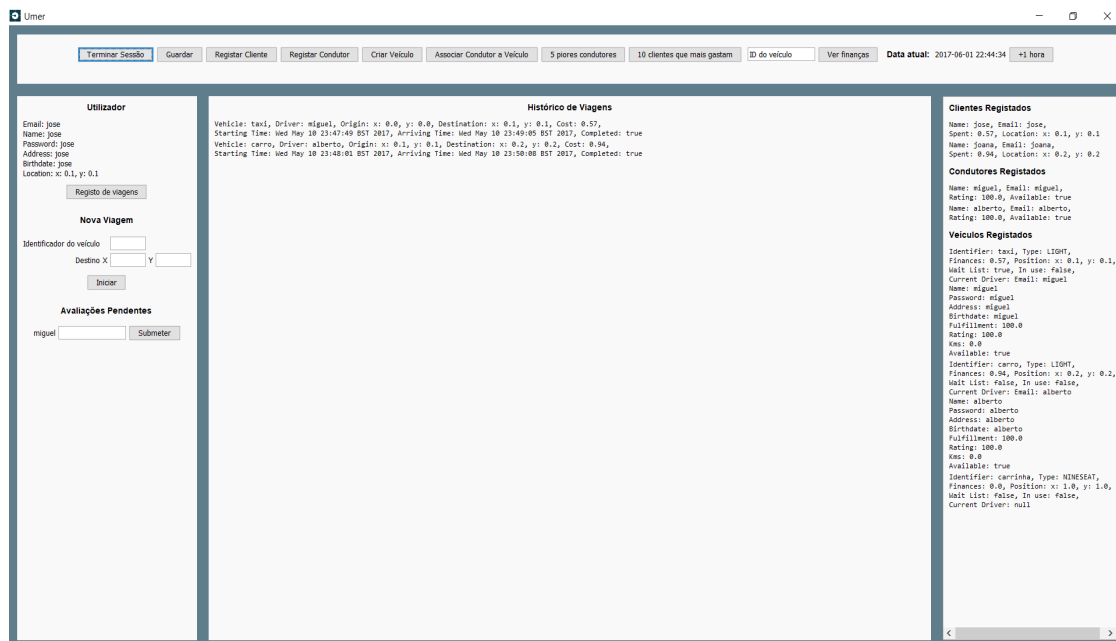 Umer
Terminar Sessão Guardar Registar Cliente Registar Condutor Criar Veículo Associar Condutor a Veículo 5 piores condutores 10 clientes que mais gastam ID do veículo Ver finanças Data atual: 2017-06-01 22:44:34 +1 hora
Utilizador
Email: jose
Name: jose
Password: jose
Address: jose
Birthdate: jose
Location: x: 0.1, y: 0.1
Registo de viagens
Nova Viagem
Identificador do veículo
Destino X Y
Iniciar
Avaliações Pendentes
miguel Submeter
Histórico de Viagens
Vehicle: taxi, Driver: miguel, Origin: x: 0.0, y: 0.0, Destination: x: 0.1, y: 0.1, Cost: 0.57,
Starting Time: Wed May 10 23:47:49 BST 2017, Arriving Time: Wed May 10 23:49:05 BST 2017, Completed: true
Vehicle: carro, Driver: alberto, Origin: x: 0.1, y: 0.1, Destination: x: 0.2, y: 0.2, Cost: 0.94,
Starting Time: Wed May 10 23:48:01 BST 2017, Arriving Time: Wed May 10 23:50:08 BST 2017, Completed: true
Clientes Registados
Name: jose, Email: jose,
Spent: 0.57, Location: x: 0.1, y: 0.1
Name: joana, Email: joana,
Spent: 0.94, Location: x: 0.2, y: 0.2
Condutores Registados
Name: miguel, Email: miguel,
Rating: 100.0, Available: true
Name: alberto, Email: alberto,
Rating: 100.0, Available: true
Veículos Registados
Identifier: taxi, Type: LIGHT,
Finances: 0.57, Position: x: 0.1, y: 0.1,
Wait List: true, In use: false,
Current Driver: Email: miguel
Name: miguel
Password: miguel
Address: miguel
Birthdate: miguel
Fulfillment: 100.0
Rating: 100.0
Kms: 0.0
Available: true
Identifier: carro, Type: LIGHT,
Finances: 0.94, Position: x: 0.2, y: 0.2,
Wait List: false, In use: false,
Current Driver: Email: alberto
Name: alberto
Password: alberto
Address: alberto
Birthdate: alberto
Fulfillment: 100.0
Rating: 100.0
Kms: 0.0
Available: true
Identifier: carrinha, Type: NINESEAT,
Finances: 0.0, Position: x: 1.0, y: 1.0,
Wait List: false, In use: false,
Current Driver: null